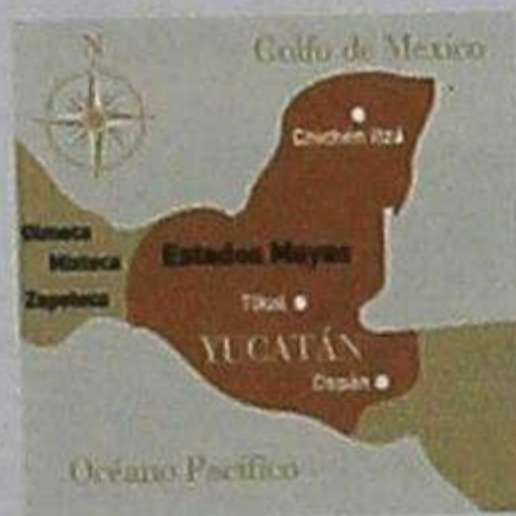 N
Golfo de Mexico
Chichén Itzá
Olmeca
Mixteca
Zapoteca
Estados Mayas
Tikal
YUCATÁN
Copán
Océano Pacífico